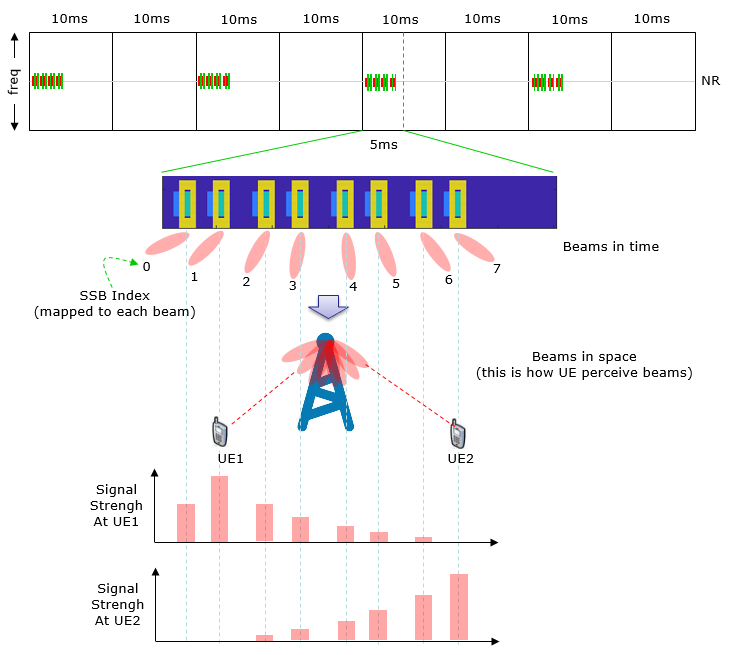 10ms 10ms 10ms 10ms 10ms 10ms 10ms 10ms
freq
NR
5ms
Beams in time
0 1 2 3 4 5 6 7
SSB Index
(mapped to each beam)
Beams in space
(this is how UE perceive beams)
UE1 UE2
Signal
Strengh
At UE1
Signal
Strengh
At UE2